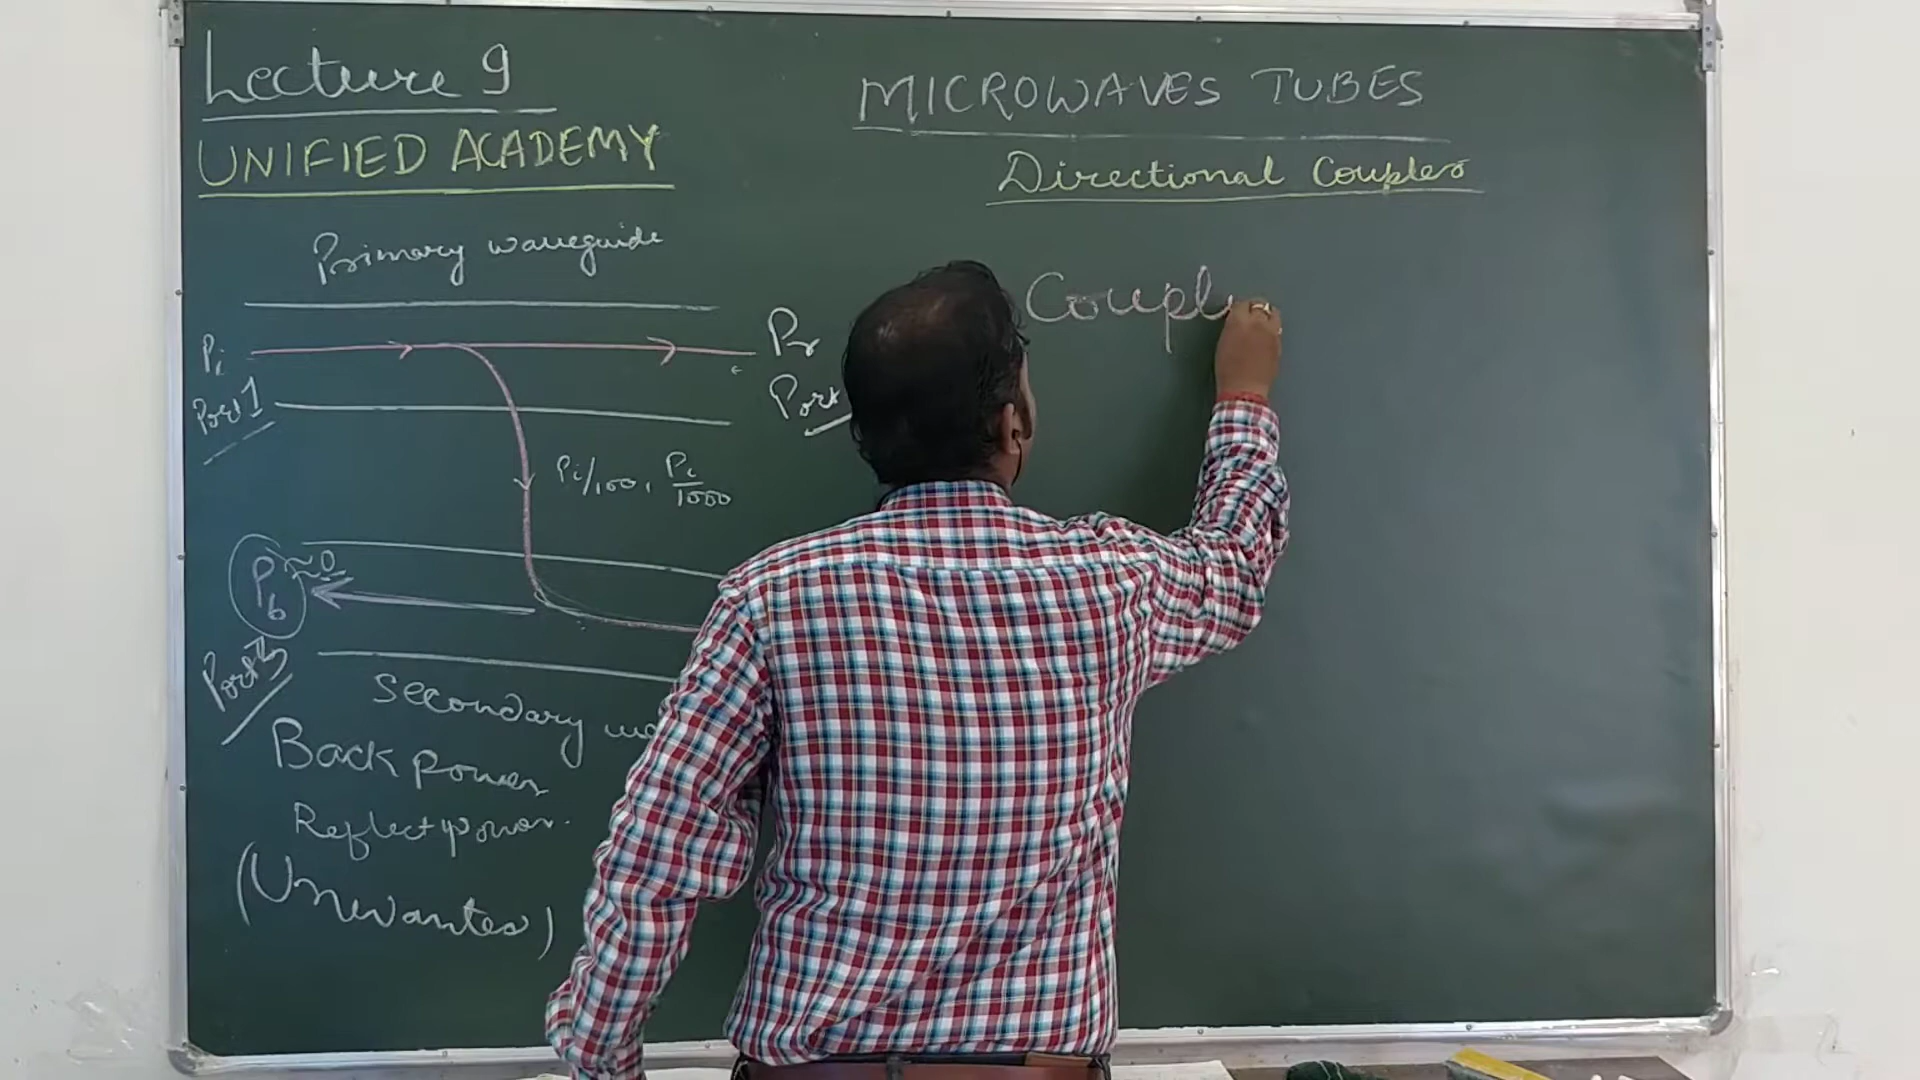 Lecture 9
UNIFIED ACADEMY
MICROWAVES TUBES
Directional Couplers
Primary waveguide
Pi
Port 1
Pr
Port
Pi/100, Pi/1000
Pb ≈0
Port 3
Secondary
Back power
Reflect power.
(Unwantes)
Coupl